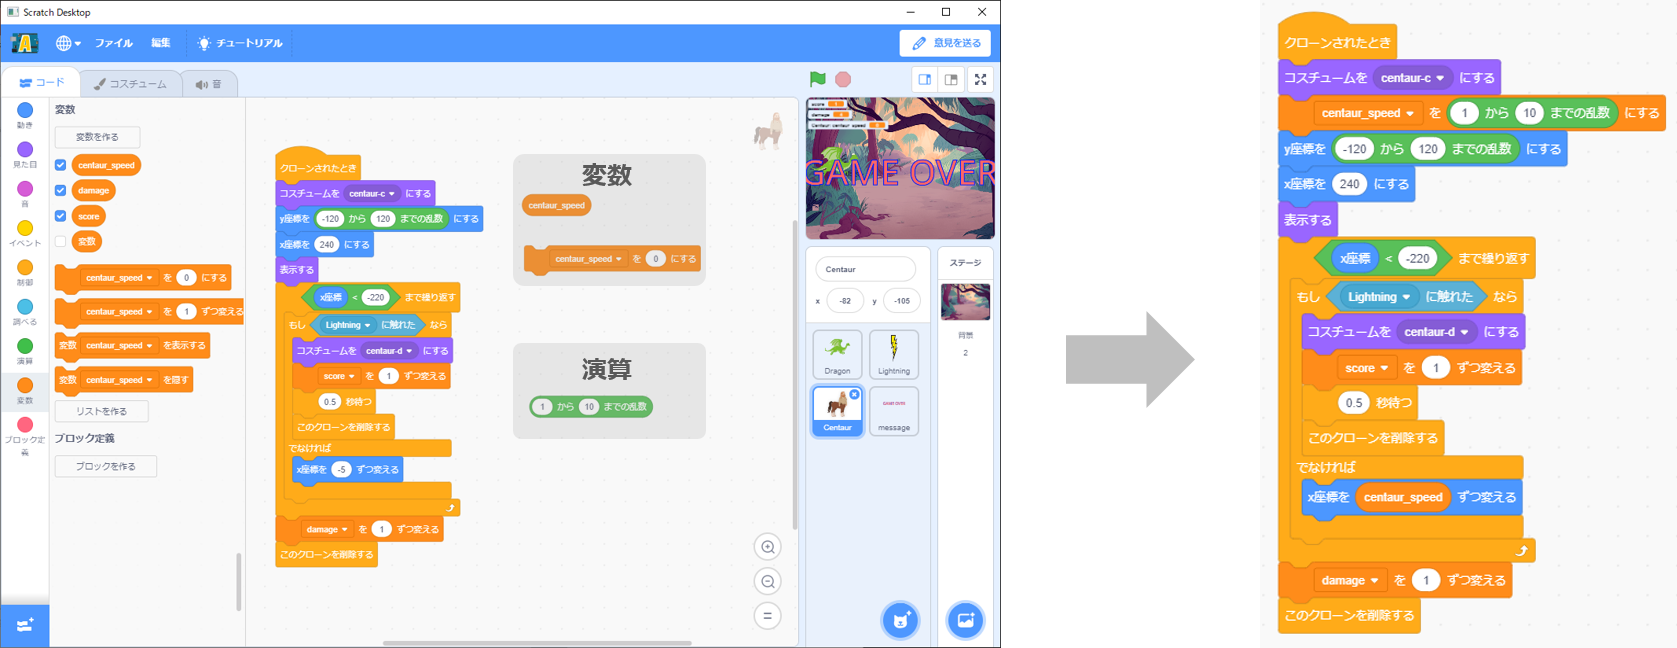 Scratch Desktop
ファイル 編集 チュートリアル 意見を送る
コード コスチューム 音
動き
見た目
音
イベント
制御
調べる
演算
変数
ブロック定義
変数
変数を作る
centaur_speed
damage
score
変数
centaur_speed を 0 にする
centaur_speed を 1 ずつ変える
変数 centaur_speed を表示する
変数 centaur_speed を隠す
リストを作る
ブロック定義
ブロックを作る
クローンされたとき
コスチュームを centaur-c にする
y座標を -120 から 120 までの乱数 にする
x座標を 240 にする
表示する
x座標 < -220 まで繰り返す
もし Lightning に触れた なら
コスチュームを centaur-d にする
score を 1 ずつ変える
0.5 秒待つ
このクローンを削除する
でなければ
x座標を -5 ずつ変える
damage を 1 ずつ変える
このクローンを削除する
変数
centaur_speed
centaur_speed を 0 にする
演算
1 から 10 までの乱数
score
damage
Centaur: centaur_speed
GAME OVER
Centaur
x -82 y -105
Dragon
Lightning
Centaur
GAME OVER
message
ステージ
背景
2
クローンされたとき
コスチュームを centaur-c にする
centaur_speed を 1 から 10 までの乱数 にする
y座標を -120 から 120 までの乱数 にする
x座標を 240 にする
表示する
x座標 < -220 まで繰り返す
もし Lightning に触れた なら
コスチュームを centaur-d にする
score を 1 ずつ変える
0.5 秒待つ
このクローンを削除する
でなければ
x座標を centaur_speed ずつ変える
damage を 1 ずつ変える
このクローンを削除する